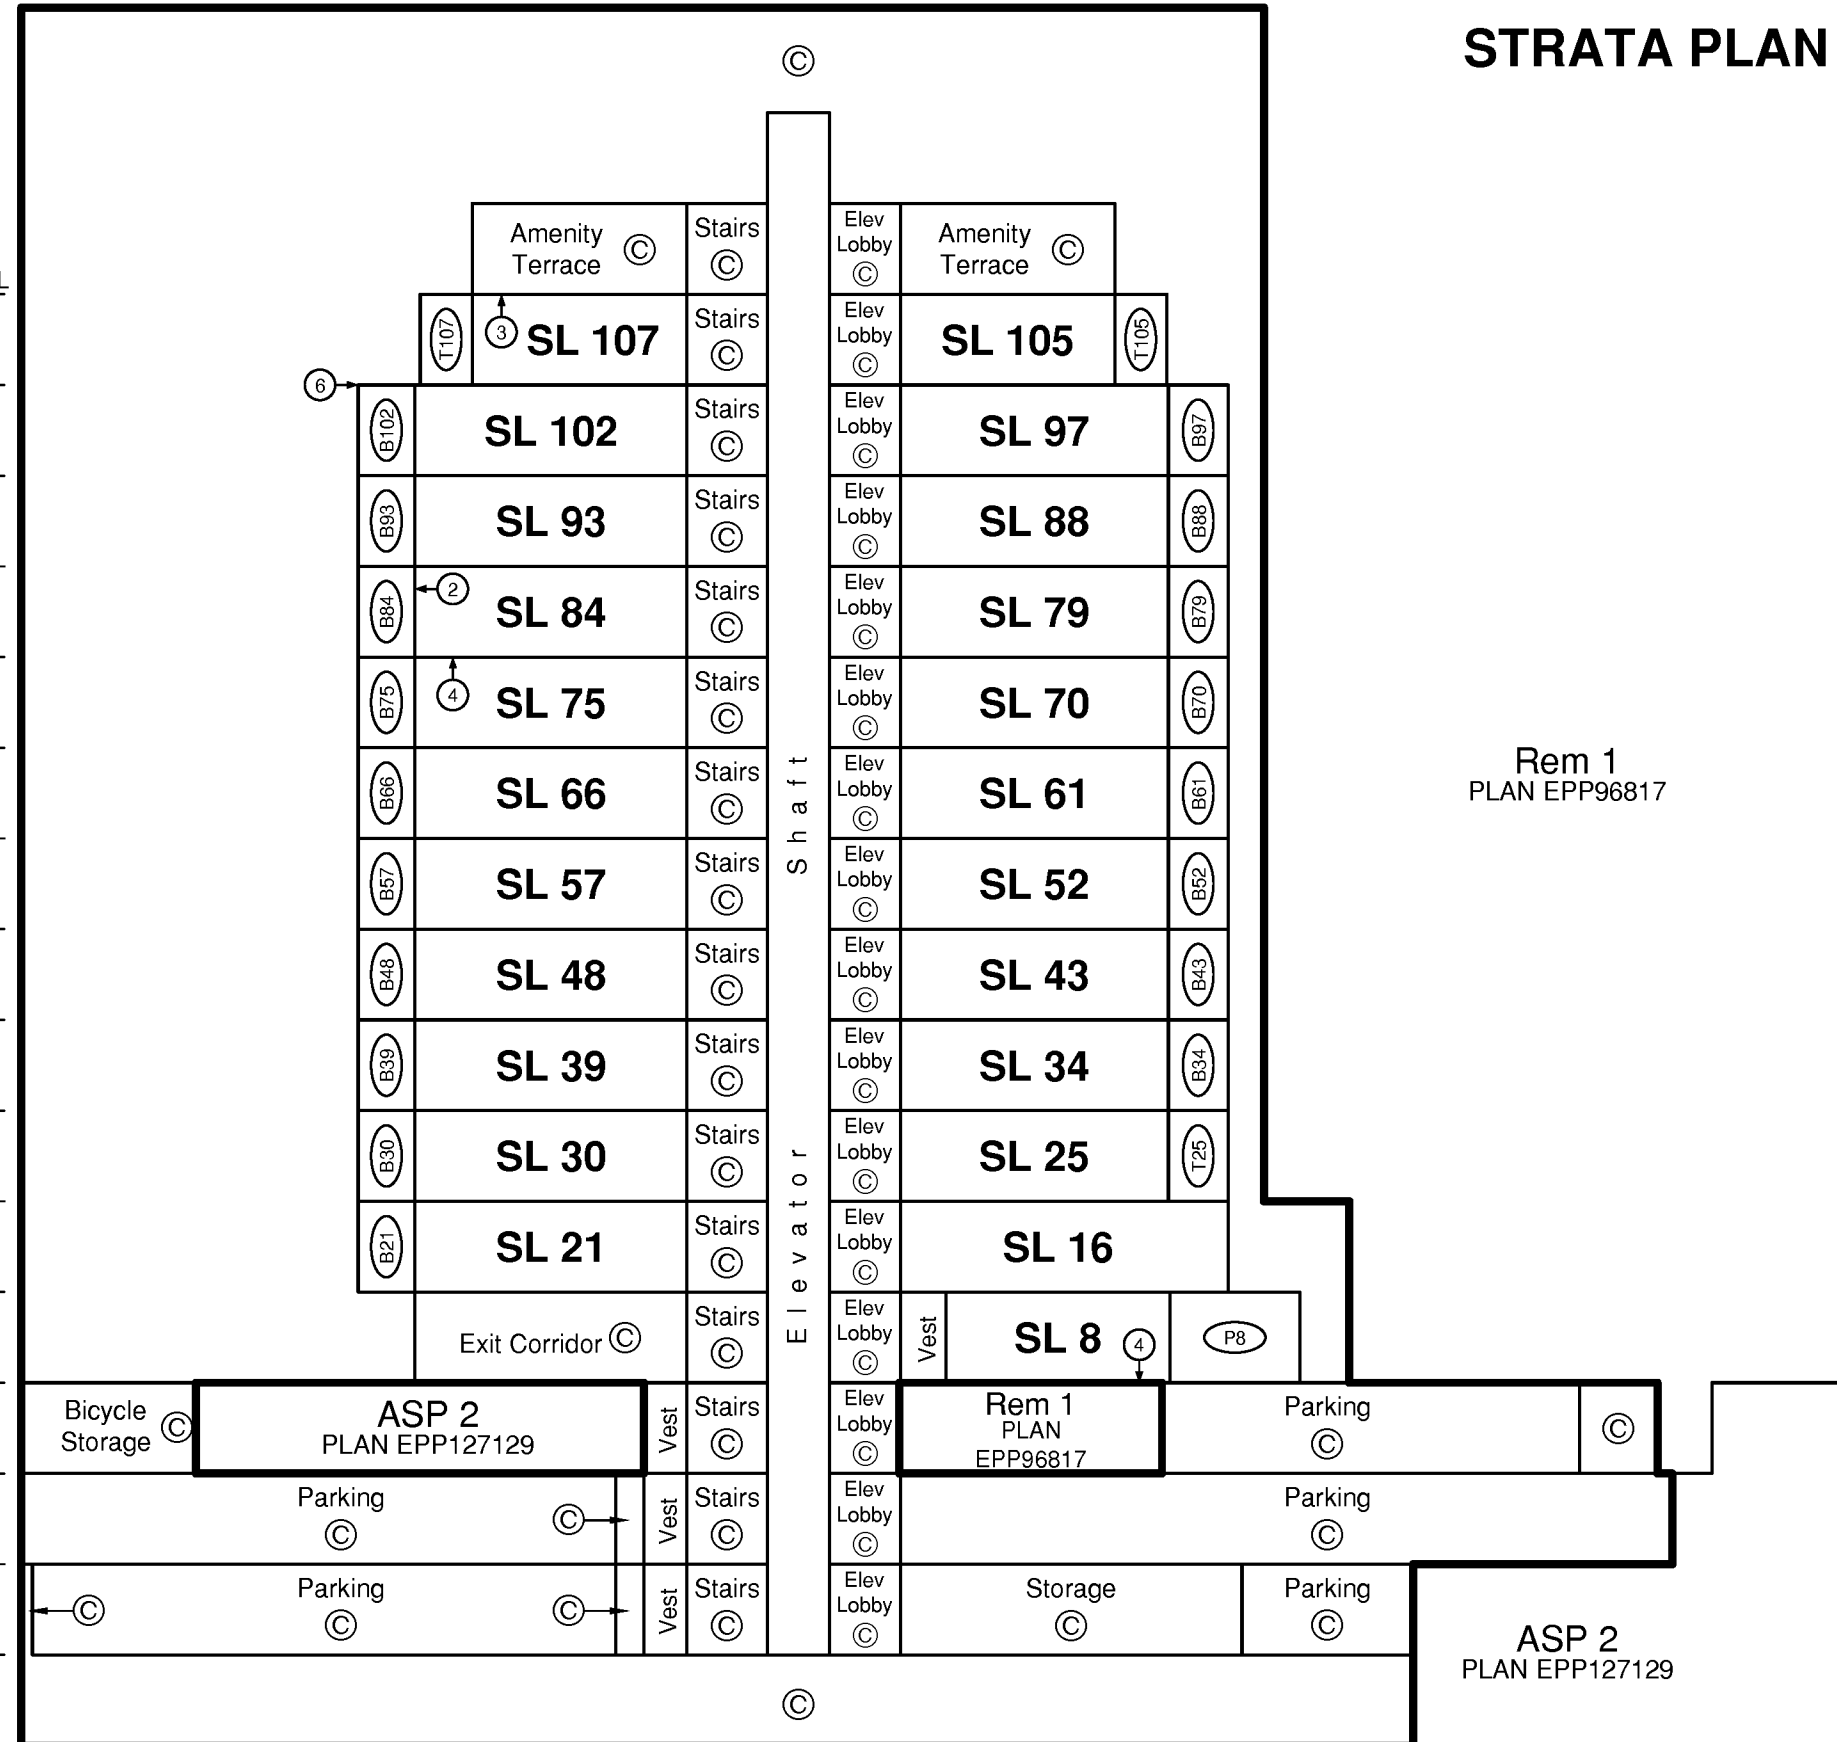 STRATA PLAN
©
Amenity
Terrace ©
Stairs
©
Elev
Lobby
©
Amenity
Terrace ©
T107
3
SL 107
Stairs
©
Elev
Lobby
©
SL 105
T105
6
B102
SL 102
Stairs
©
Elev
Lobby
©
SL 97
B97
B93
SL 93
Stairs
©
Elev
Lobby
©
SL 88
B88
B84
2
SL 84
Stairs
©
Elev
Lobby
©
SL 79
B79
B75
4
SL 75
Stairs
©
Elev
Lobby
©
SL 70
B70
Rem 1
PLAN EPP96817
B66
SL 66
Stairs
©
Elevator Shaft
Elev
Lobby
©
SL 61
B61
B57
SL 57
Stairs
©
Elev
Lobby
©
SL 52
B52
B48
SL 48
Stairs
©
Elev
Lobby
©
SL 43
B43
B39
SL 39
Stairs
©
Elev
Lobby
©
SL 34
B34
B30
SL 30
Stairs
©
Elev
Lobby
©
SL 25
T25
B21
SL 21
Stairs
©
Elev
Lobby
©
SL 16
Exit Corridor ©
Stairs
©
Elev
Lobby
©
Vest
SL 8
4
P8
Bicycle
Storage ©
ASP 2
PLAN EPP127129
Vest
Stairs
©
Elev
Lobby
©
Rem 1
PLAN
EPP96817
Parking
©
©
Parking
©
©
Vest
Stairs
©
Elev
Lobby
©
Parking
©
©
Parking
©
©
Vest
Stairs
©
Elev
Lobby
©
Storage
©
Parking
©
ASP 2
PLAN EPP127129
©